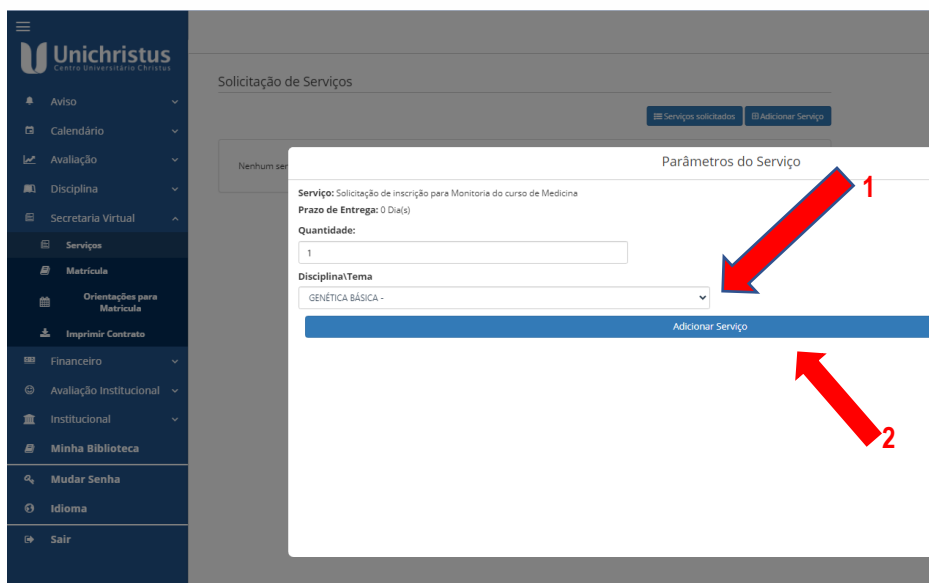 Unichristus
Centro Universitário Christus
Aviso
Calendário
Avaliação
Disciplina
Secretaria Virtual
Serviços
Matrícula
Orientações para
Matrícula
Imprimir Contrato
Financeiro
Avaliação Institucional
Institucional
Minha Biblioteca
Mudar Senha
Idioma
Sair
Solicitação de Serviços
Serviços solicitados
Adicionar Serviço
Nenhum ser
Parâmetros do Serviço
1
Serviço: Solicitação de inscrição para Monitoria do curso de Medicina
Prazo de Entrega: 0 Dia(s)
Quantidade:
1
Disciplina\Tema
GENÉTICA BÁSICA -
Adicionar Serviço
2